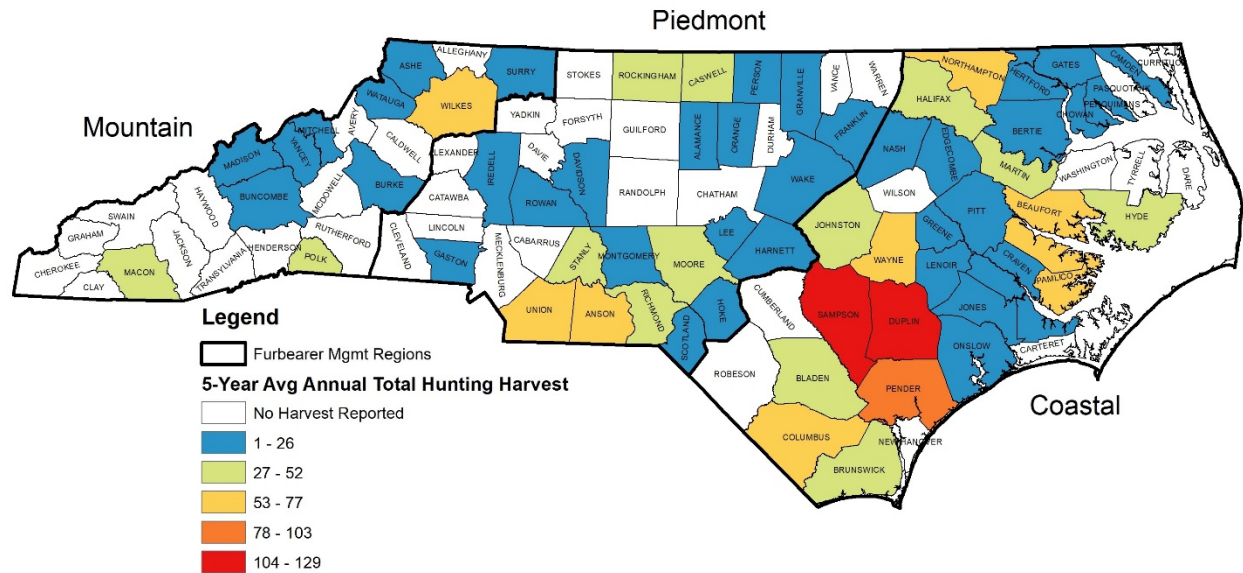 Piedmont
Mountain
Coastal
ALLEGHANY
ASHE
SURRY
STOKES
ROCKINGHAM
CASWELL
PERSON
GRANVILLE
VANCE
WARREN
NORTHAMPTON
HERTFORD
GATES
CAMDEN
CURRITUCK
PASQUOTANK
PERQUIMANS
CHOWAN
WATAUGA
WILKES
YADKIN
FORSYTH
GUILFORD
ALAMANCE
ORANGE
DURHAM
FRANKLIN
HALIFAX
BERTIE
MITCHELL
AVERY
CALDWELL
ALEXANDER
IREDELL
DAVIE
DAVIDSON
RANDOLPH
CHATHAM
WAKE
NASH
EDGECOMBE
MARTIN
WASHINGTON
TYRRELL
DARE
MADISON
YANCEY
BURKE
MCDOWELL
BUNCOMBE
HAYWOOD
SWAIN
GRAHAM
JACKSON
CHEROKEE
CLAY
MACON
TRANSYLVANIA
HENDERSON
POLK
RUTHERFORD
CLEVELAND
CATAWBA
LINCOLN
GASTON
MECKLENBURG
CABARRUS
ROWAN
STANLY
MONTGOMERY
MOORE
LEE
HARNETT
JOHNSTON
WILSON
WAYNE
GREENE
PITT
BEAUFORT
HYDE
LENOIR
CRAVEN
PAMLICO
UNION
ANSON
RICHMOND
SCOTLAND
HOKE
CUMBERLAND
SAMPSON
DUPLIN
JONES
ONSLOW
CARTERET
ROBESON
BLADEN
PENDER
COLUMBUS
NEW HANOVER
BRUNSWICK
Legend
Furbearer Mgmt Regions
5-Year Avg Annual Total Hunting Harvest
No Harvest Reported
1 - 26
27 - 52
53 - 77
78 - 103
104 - 129